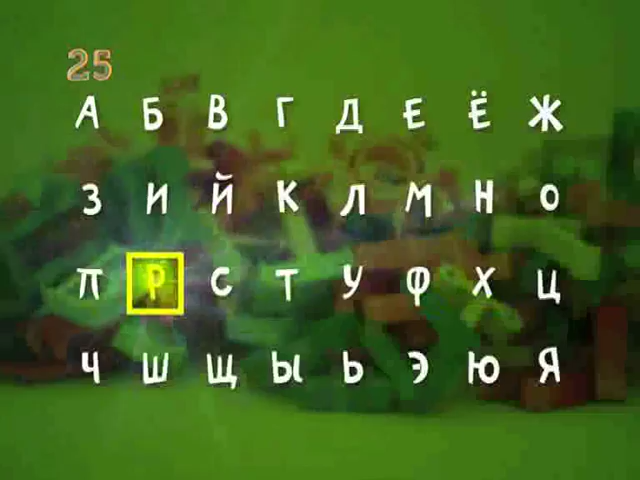 25
А Б В Г Д Е Ё Ж
З И Й К Л М Н О
П Р С Т У Ф Х Ц
Ч Ш Щ Ы Ь Э Ю Я